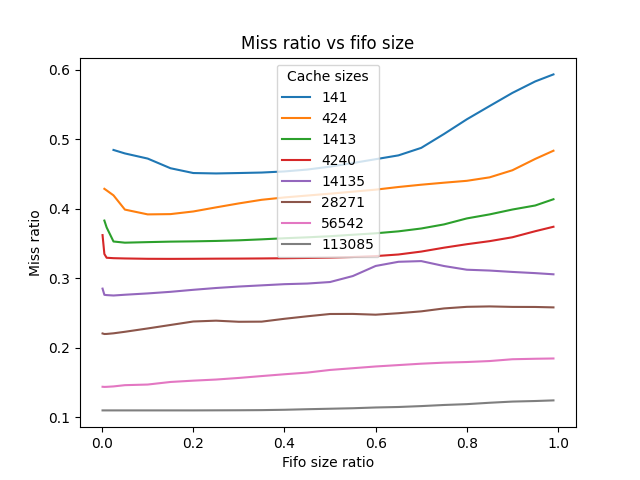 Miss ratio vs fifo size
Cache sizes
141
424
1413
4240
14135
28271
56542
113085
Miss ratio
0.6
0.5
0.4
0.3
0.2
0.1
0.0 0.2 0.4 0.6 0.8 1.0
Fifo size ratio